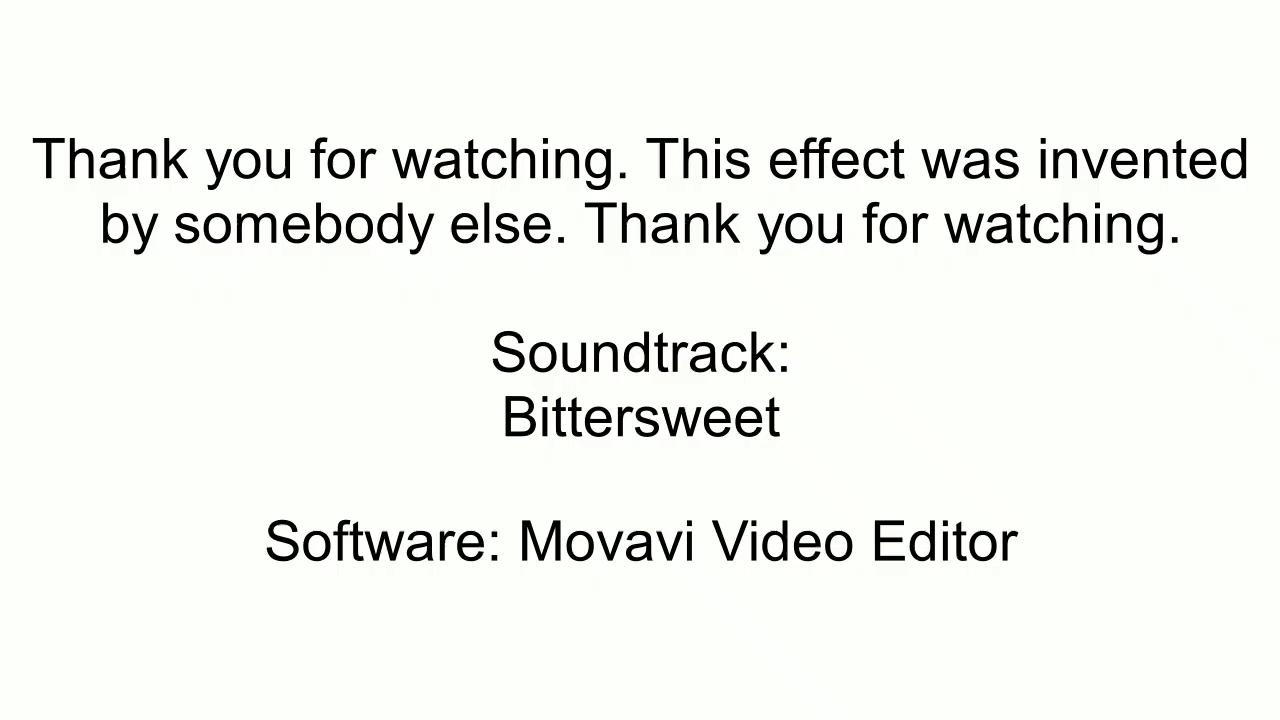 Thank you for watching. This effect was invented
by somebody else. Thank you for watching.
Soundtrack:
Bittersweet
Software: Movavi Video Editor